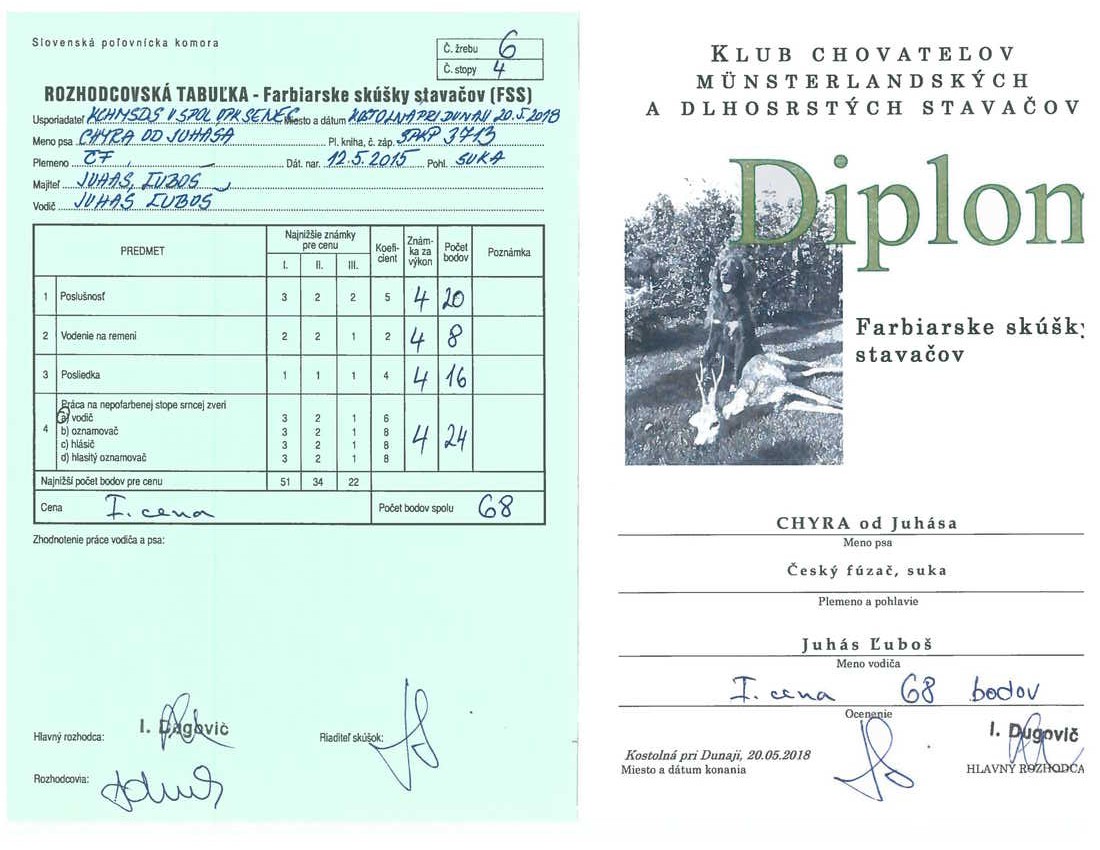 Slovenská poľovnícka komora
Č. žrebu 6
Č. stopy 4
ROZHODCOVSKÁ TABUĽKA - Farbiarske skúšky stavačov (FSS)
Usporiadateľ KCHMSDS V SPOL. OPK SENEC Miesto a dátum KOSTOLNÁ PRI DUNAJI 20.5.2018
Meno psa CHYRA OD JUHÁSA Pl. kniha, č. záp. SPKP 3713
Plemeno ČF Dát. nar. 12.5.2015 Pohl. SUKA
Majiteľ JUHÁS, ĽUBOŠ
Vodič JUHÁS ĽUBOŠ
PREDMET Najnižšie známky pre cenu I. II. III. Koeficient Známka za výkon Počet bodov Poznámka
1 Poslušnosť 3 2 2 5 4 20
2 Vodenie na remeni 2 2 1 2 4 8
3 Posliedka 1 1 1 4 4 16
4 Práca na nepofarbenej stope srncej zveri
a) vodič 3 2 1 6
b) oznamovač 3 2 1 8 4 24
c) hlásič 3 2 1 8
d) hlasitý oznamovač 3 2 1 8
Najnižší počet bodov pre cenu 51 34 22
Cena I. cena Počet bodov spolu 68
Zhodnotenie práce vodiča a psa:
Hlavný rozhodca: I. Dugovič Riaditeľ skúšok:
Rozhodcovia:
KLUB CHOVATEĽOV
MÜNSTERLANDSKÝCH
A DLHOSRSTÝCH STAVAČOV
Diplom
Farbiarske skúšky
stavačov
CHYRA od Juhása
Meno psa
Český fúzač, suka
Plemeno a pohlavie
Juhás Ľuboš
Meno vodiča
I. cena 68 bodov
Ocenenie
I. Dugovič
Kostolná pri Dunaji, 20.05.2018
Miesto a dátum konania
HLAVNÝ ROZHODCA